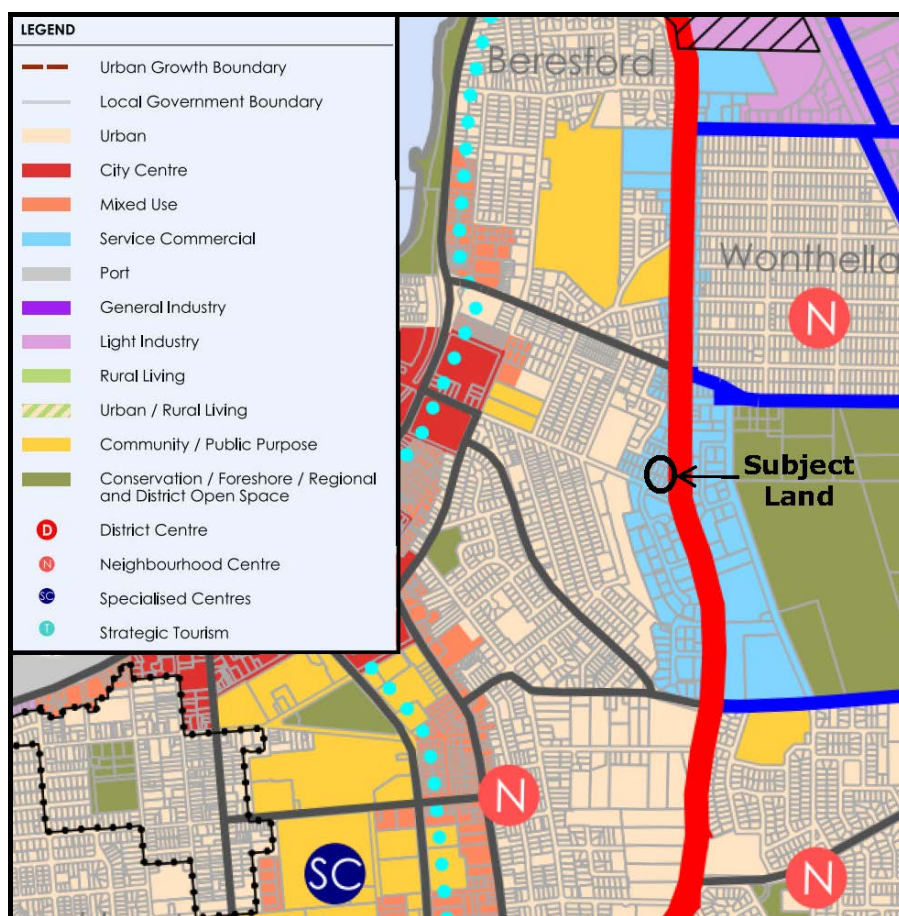 LEGEND
Urban Growth Boundary
Local Government Boundary
Urban
City Centre
Mixed Use
Service Commercial
Port
General Industry
Light Industry
Rural Living
Urban / Rural Living
Community / Public Purpose
Conservation / Foreshore / Regional
and District Open Space
D
District Centre
N
Neighbourhood Centre
SC
Specialised Centres
T
Strategic Tourism
Beresford
Wonthella
N
Subject
Land
N
SC
N